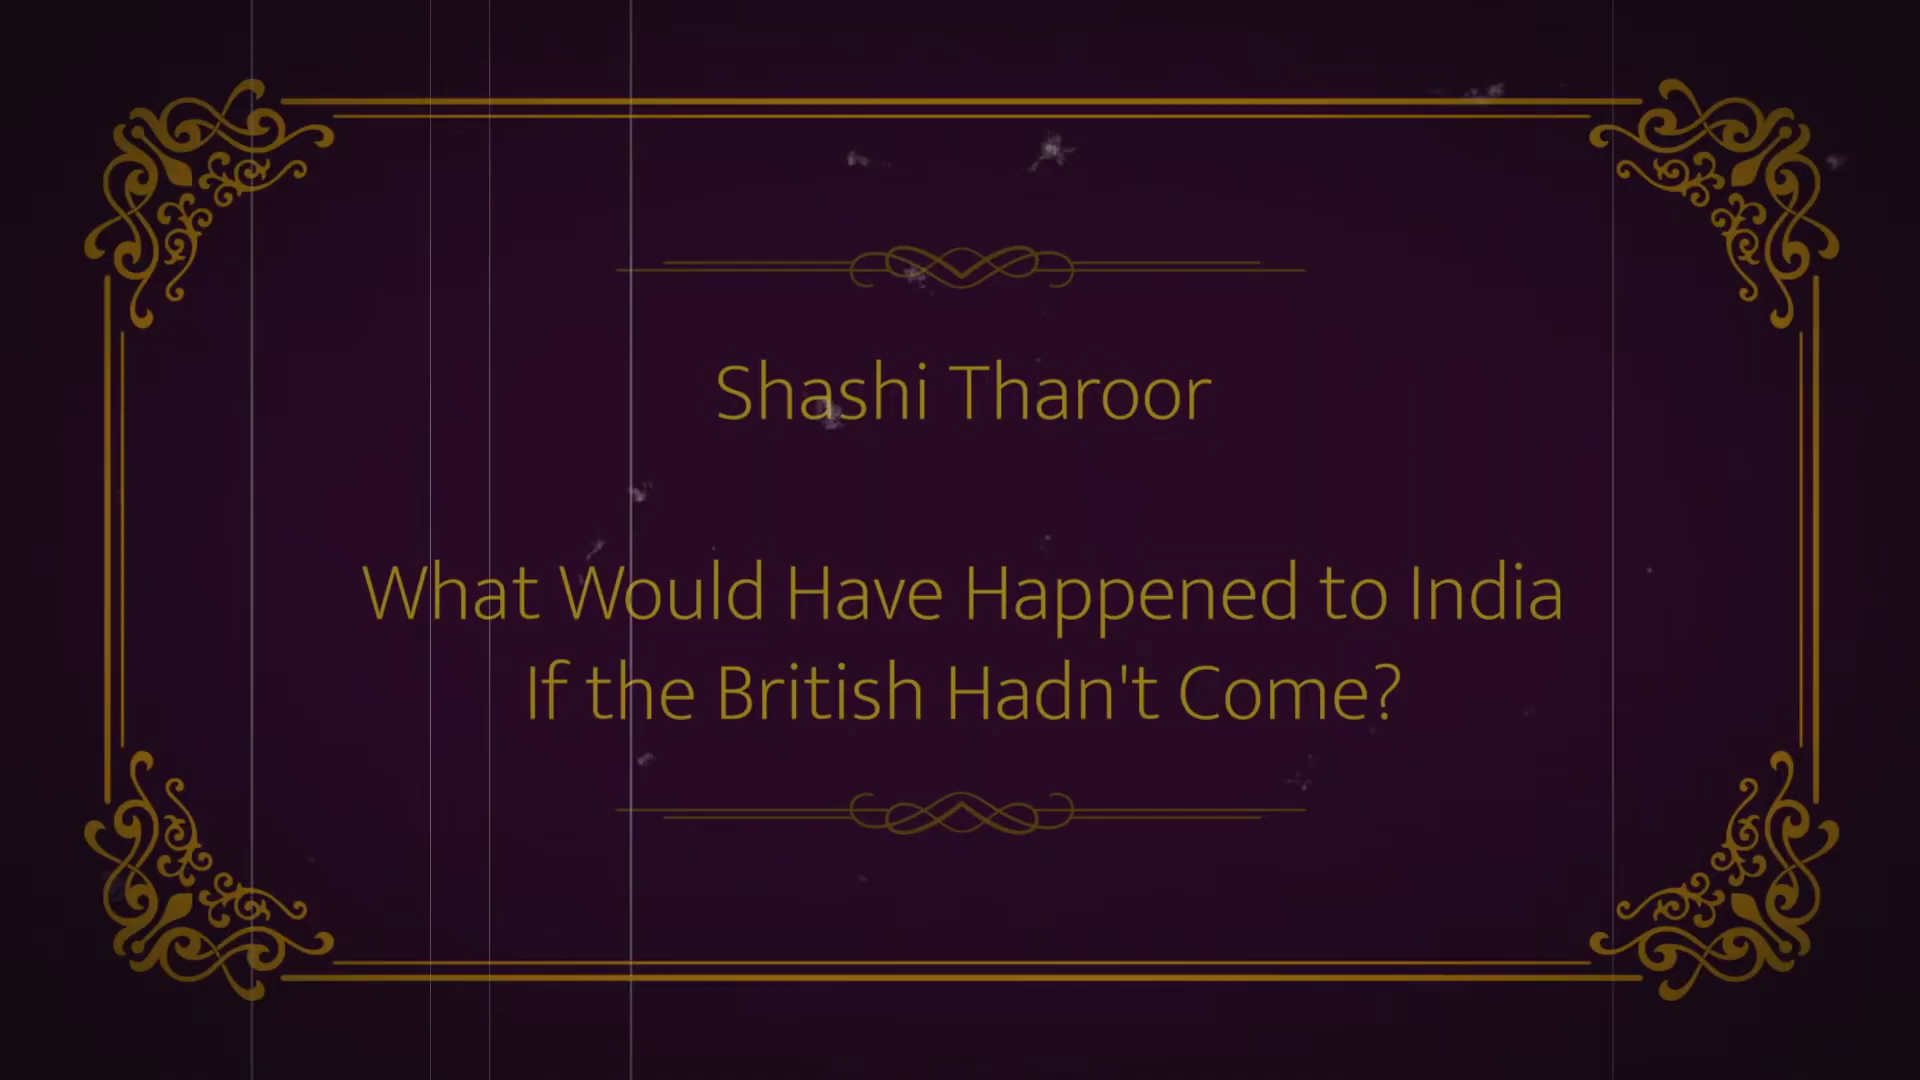 Shashi Tharoor
What Would Have Happened to India
If the British Hadn't Come?